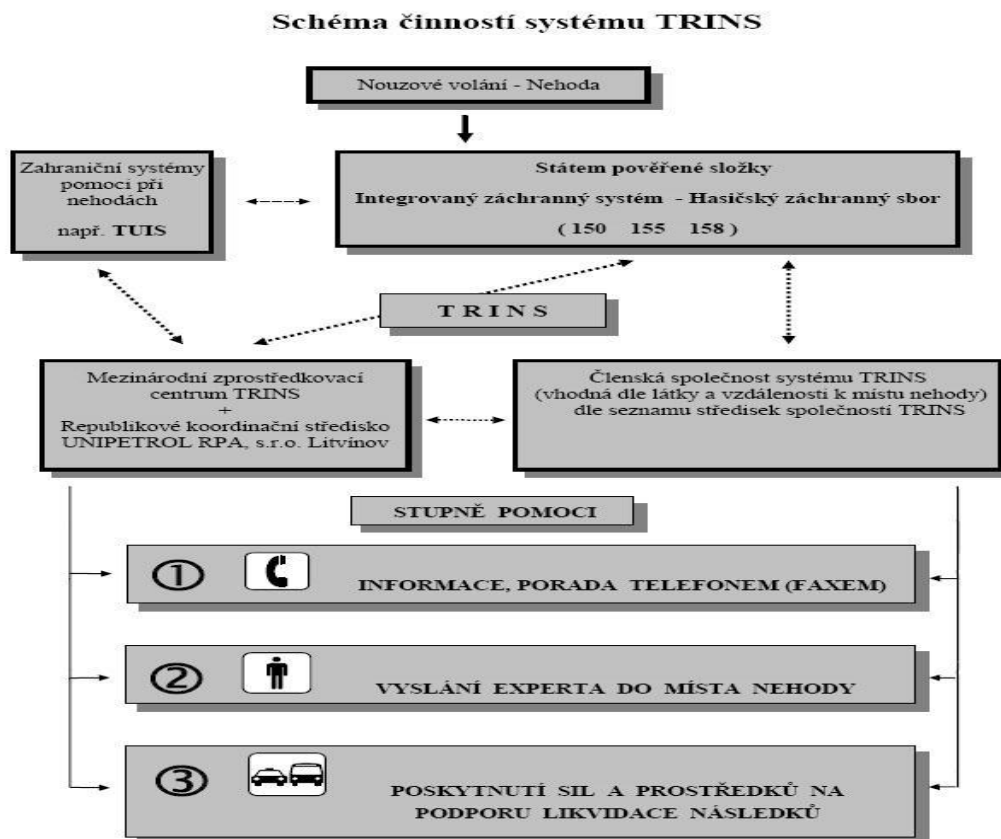 Schéma činností systému TRINS
Nouzové volání - Nehoda
Zahraniční systémy
pomoci při
nehodách
např. TUIS
Státem pověřené složky
Integrovaný záchranný systém - Hasičský záchranný sbor
( 150 155 158 )
T R I N S
Mezinárodní zprostředkovací
centrum TRINS
+
Republikové koordinační středisko
UNIPETROL RPA, s.r.o. Litvínov
Členská společnost systému TRINS
(vhodná dle látky a vzdálenosti k místu nehody)
dle seznamu středisek společností TRINS
STUPNĚ POMOCI
① INFORMACE, PORADA TELEFONEM (FAXEM)
② VYSLÁNÍ EXPERTA DO MÍSTA NEHODY
③ POSKYTNUTÍ SIL A PROSTŘEDKŮ NA
PODPORU LIKVIDACE NÁSLEDKŮ